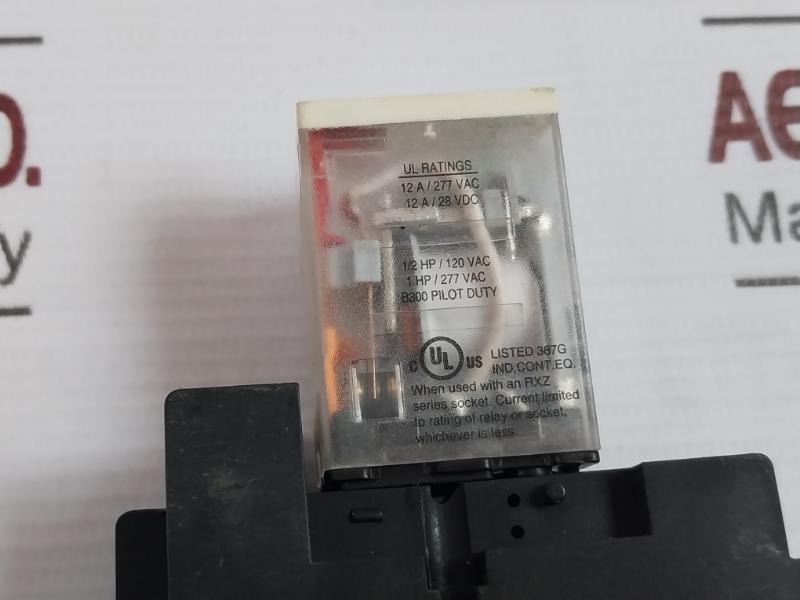 O.
y
AE
Ma
UL RATINGS
12 A / 277 VAC
12 A / 28 VDC
1/2 HP / 120 VAC
1 HP / 277 VAC
B300 PILOT DUTY
C UL US LISTED 367G
IND.CONT.EQ.
When used with an RXZ
series socket. Current limited
to rating of relay or socket,
whichever is less.